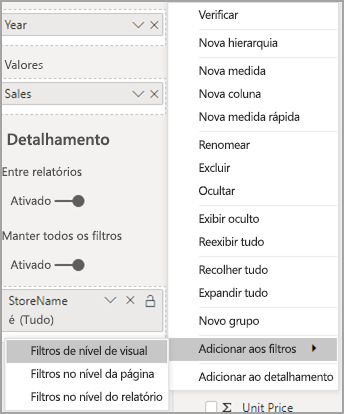 Year
Valores
Sales
Detalhamento
Entre relatórios
Ativado
Manter todos os filtros
Ativado
StoreName
é (Tudo)
Verificar
Nova hierarquia
Nova medida
Nova coluna
Nova medida rápida
Renomear
Excluir
Ocultar
Exibir oculto
Reexibir tudo
Recolher tudo
Expandir tudo
Novo grupo
Adicionar aos filtros
Adicionar ao detalhamento
Filtros de nível de visual
Filtros no nível da página
Filtros no nível do relatório
Σ Unit Price